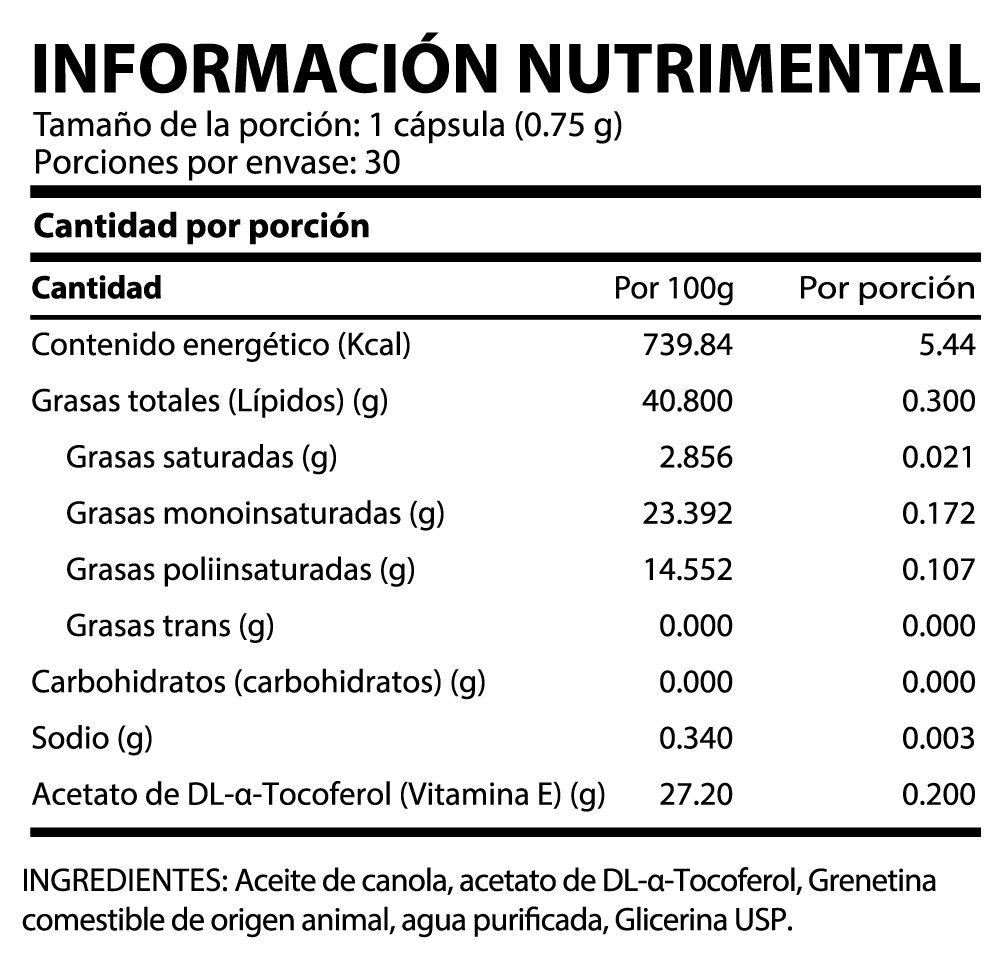 INFORMACIÓN NUTRIMENTAL
Tamaño de la porción: 1 cápsula (0.75 g)
Porciones por envase: 30
Cantidad por porción
Cantidad Por 100g Por porción
Contenido energético (Kcal) 739.84 5.44
Grasas totales (Lípidos) (g) 40.800 0.300
Grasas saturadas (g) 2.856 0.021
Grasas monoinsaturadas (g) 23.392 0.172
Grasas poliinsaturadas (g) 14.552 0.107
Grasas trans (g) 0.000 0.000
Carbohidratos (carbohidratos) (g) 0.000 0.000
Sodio (g) 0.340 0.003
Acetato de DL-α-Tocoferol (Vitamina E) (g) 27.20 0.200
INGREDIENTES: Aceite de canola, acetato de DL-α-Tocoferol, Grenetina
comestible de origen animal, agua purificada, Glicerina USP.